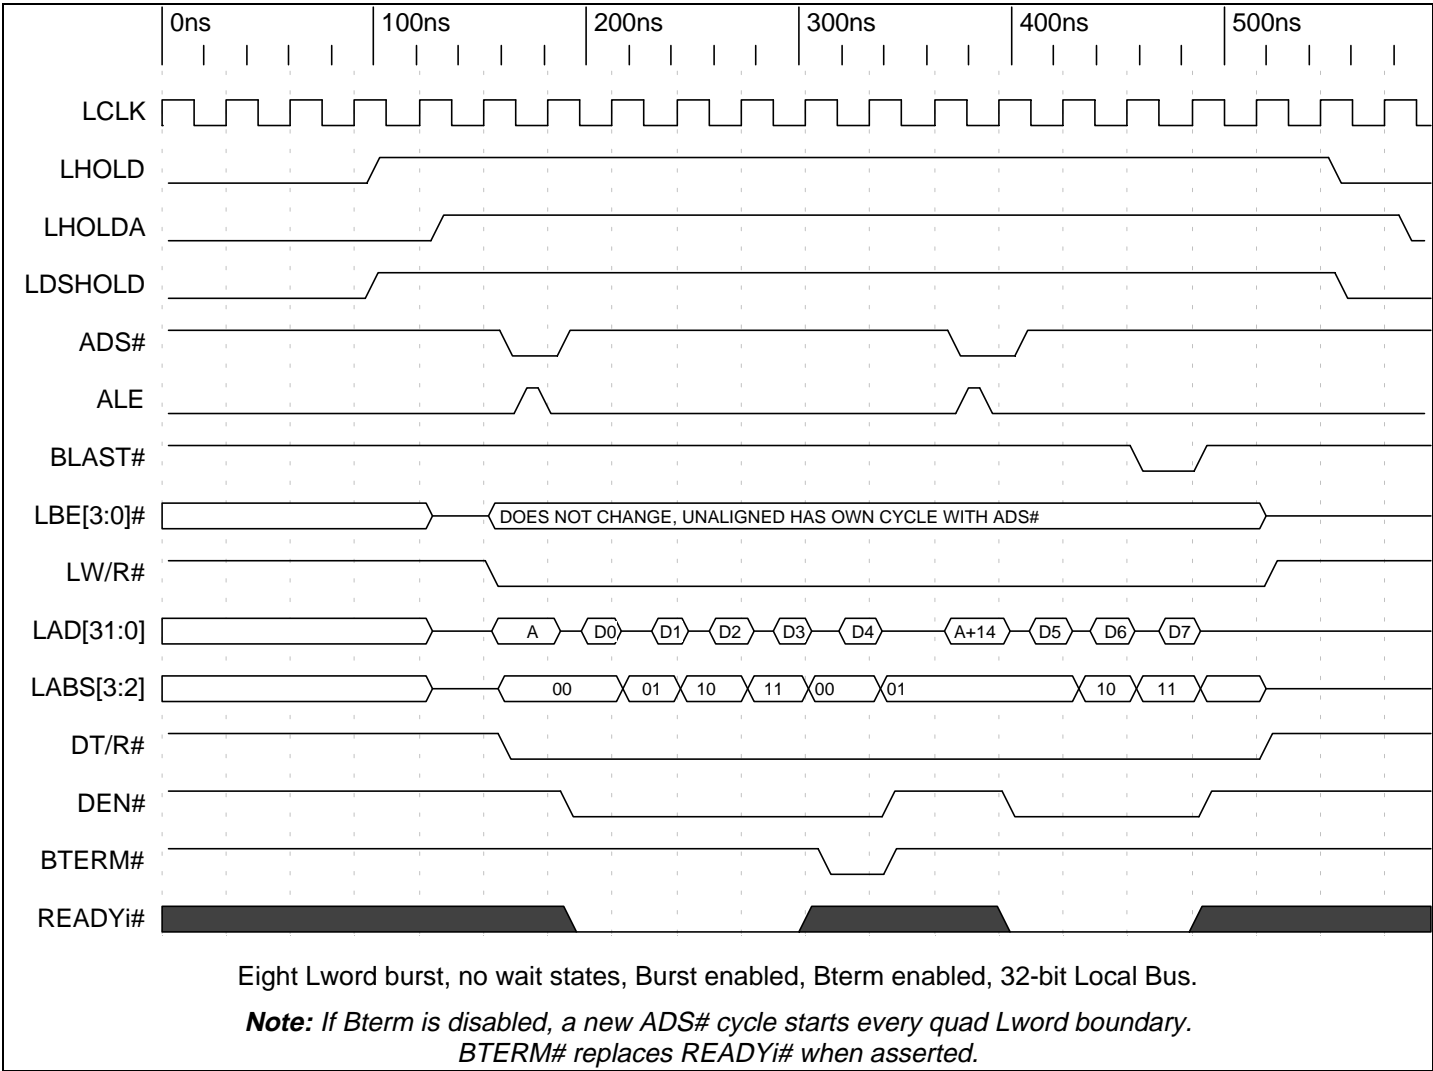 0ns 100ns 200ns 300ns 400ns 500ns
LCLK
LHOLD
LHOLDA
LDSHOLD
ADS#
ALE
BLAST#
LBE[3:0]# DOES NOT CHANGE, UNALIGNED HAS OWN CYCLE WITH ADS#
LW/R#
LAD[31:0] A D0 D1 D2 D3 D4 A+14 D5 D6 D7
LABS[3:2] 00 01 10 11 00 01 10 11
DT/R#
DEN#
BTERM#
READYi#
Eight Lword burst, no wait states, Burst enabled, Bterm enabled, 32-bit Local Bus.
Note: If Bterm is disabled, a new ADS# cycle starts every quad Lword boundary.
BTERM# replaces READYi# when asserted.